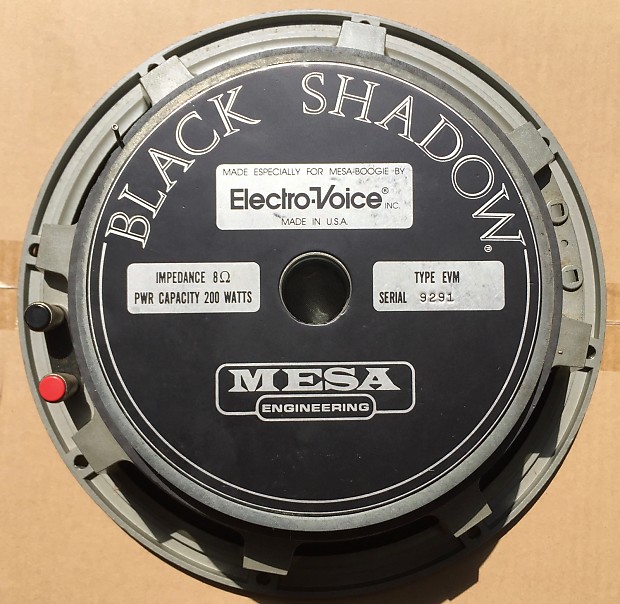 BLACK SHADOW®
MADE ESPECIALLY FOR MESA-BOOGIE BY
Electro-Voice® INC.
MADE IN U.S.A.
IMPEDANCE 8Ω
PWR CAPACITY 200 WATTS
TYPE EVM
SERIAL 9291
MESA
ENGINEERING